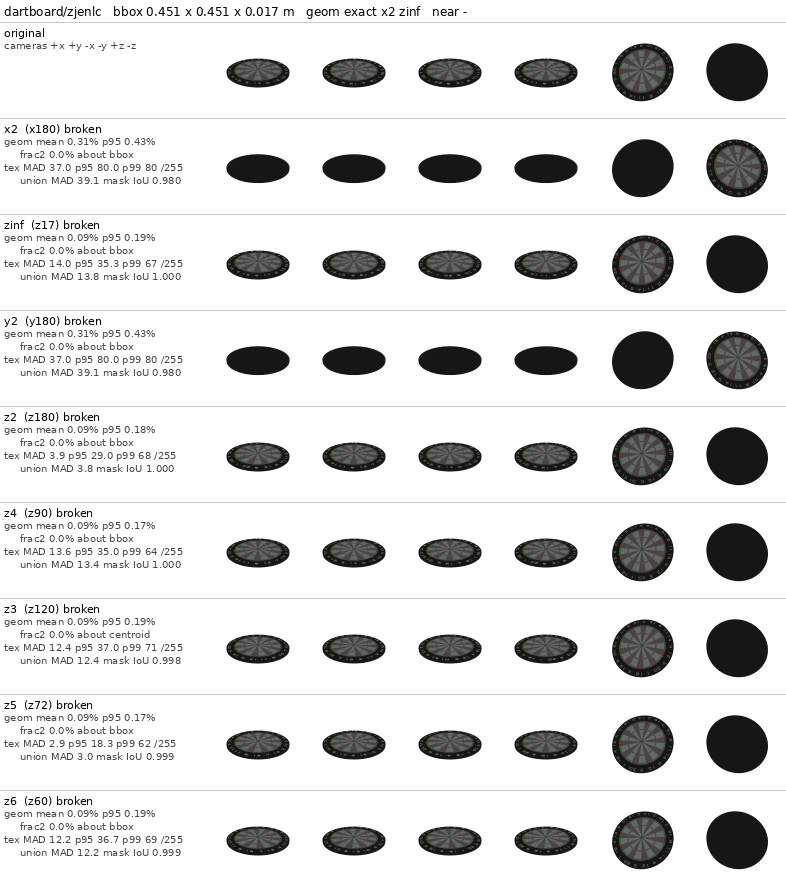 dartboard/zjenlc bbox 0.451 x 0.451 x 0.017 m geom exact x2 zinf near -
original
cameras +x +y -x -y +z -z
x2 (x180) broken
geom mean 0.31% p95 0.43%
frac2 0.0% about bbox
tex MAD 37.0 p95 80.0 p99 80 /255
union MAD 39.1 mask IoU 0.980
zinf (z17) broken
geom mean 0.09% p95 0.19%
frac2 0.0% about bbox
tex MAD 14.0 p95 35.3 p99 67 /255
union MAD 13.8 mask IoU 1.000
y2 (y180) broken
geom mean 0.31% p95 0.43%
frac2 0.0% about bbox
tex MAD 37.0 p95 80.0 p99 80 /255
union MAD 39.1 mask IoU 0.980
z2 (z180) broken
geom mean 0.09% p95 0.18%
frac2 0.0% about bbox
tex MAD 3.9 p95 29.0 p99 68 /255
union MAD 3.8 mask IoU 1.000
z4 (z90) broken
geom mean 0.09% p95 0.17%
frac2 0.0% about bbox
tex MAD 13.6 p95 35.0 p99 64 /255
union MAD 13.4 mask IoU 1.000
z3 (z120) broken
geom mean 0.09% p95 0.19%
frac2 0.0% about centroid
tex MAD 12.4 p95 37.0 p99 71 /255
union MAD 12.4 mask IoU 0.998
z5 (z72) broken
geom mean 0.09% p95 0.17%
frac2 0.0% about bbox
tex MAD 2.9 p95 18.3 p99 62 /255
union MAD 3.0 mask IoU 0.999
z6 (z60) broken
geom mean 0.09% p95 0.19%
frac2 0.0% about bbox
tex MAD 12.2 p95 36.7 p99 69 /255
union MAD 12.2 mask IoU 0.999